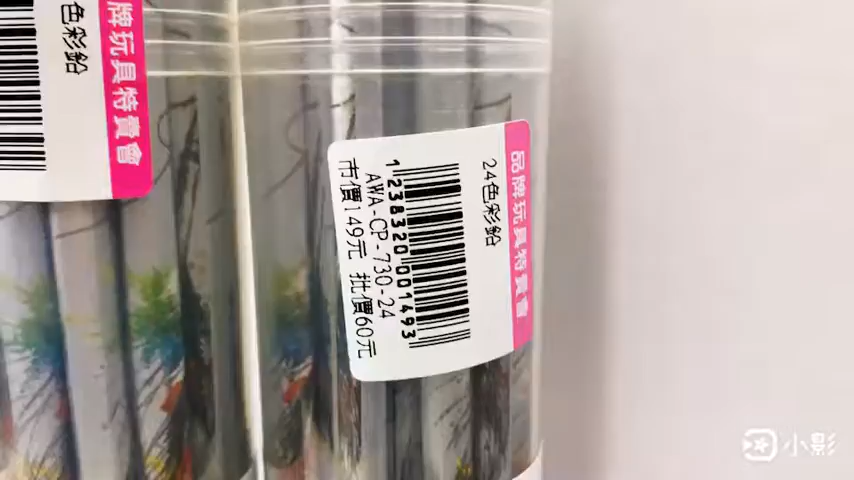 色彩鉛
牌玩具特賣會
品牌玩具特賣會
24色彩鉛
1238320001493
AWA-CP-730-24
市價149元 批價60元
小影